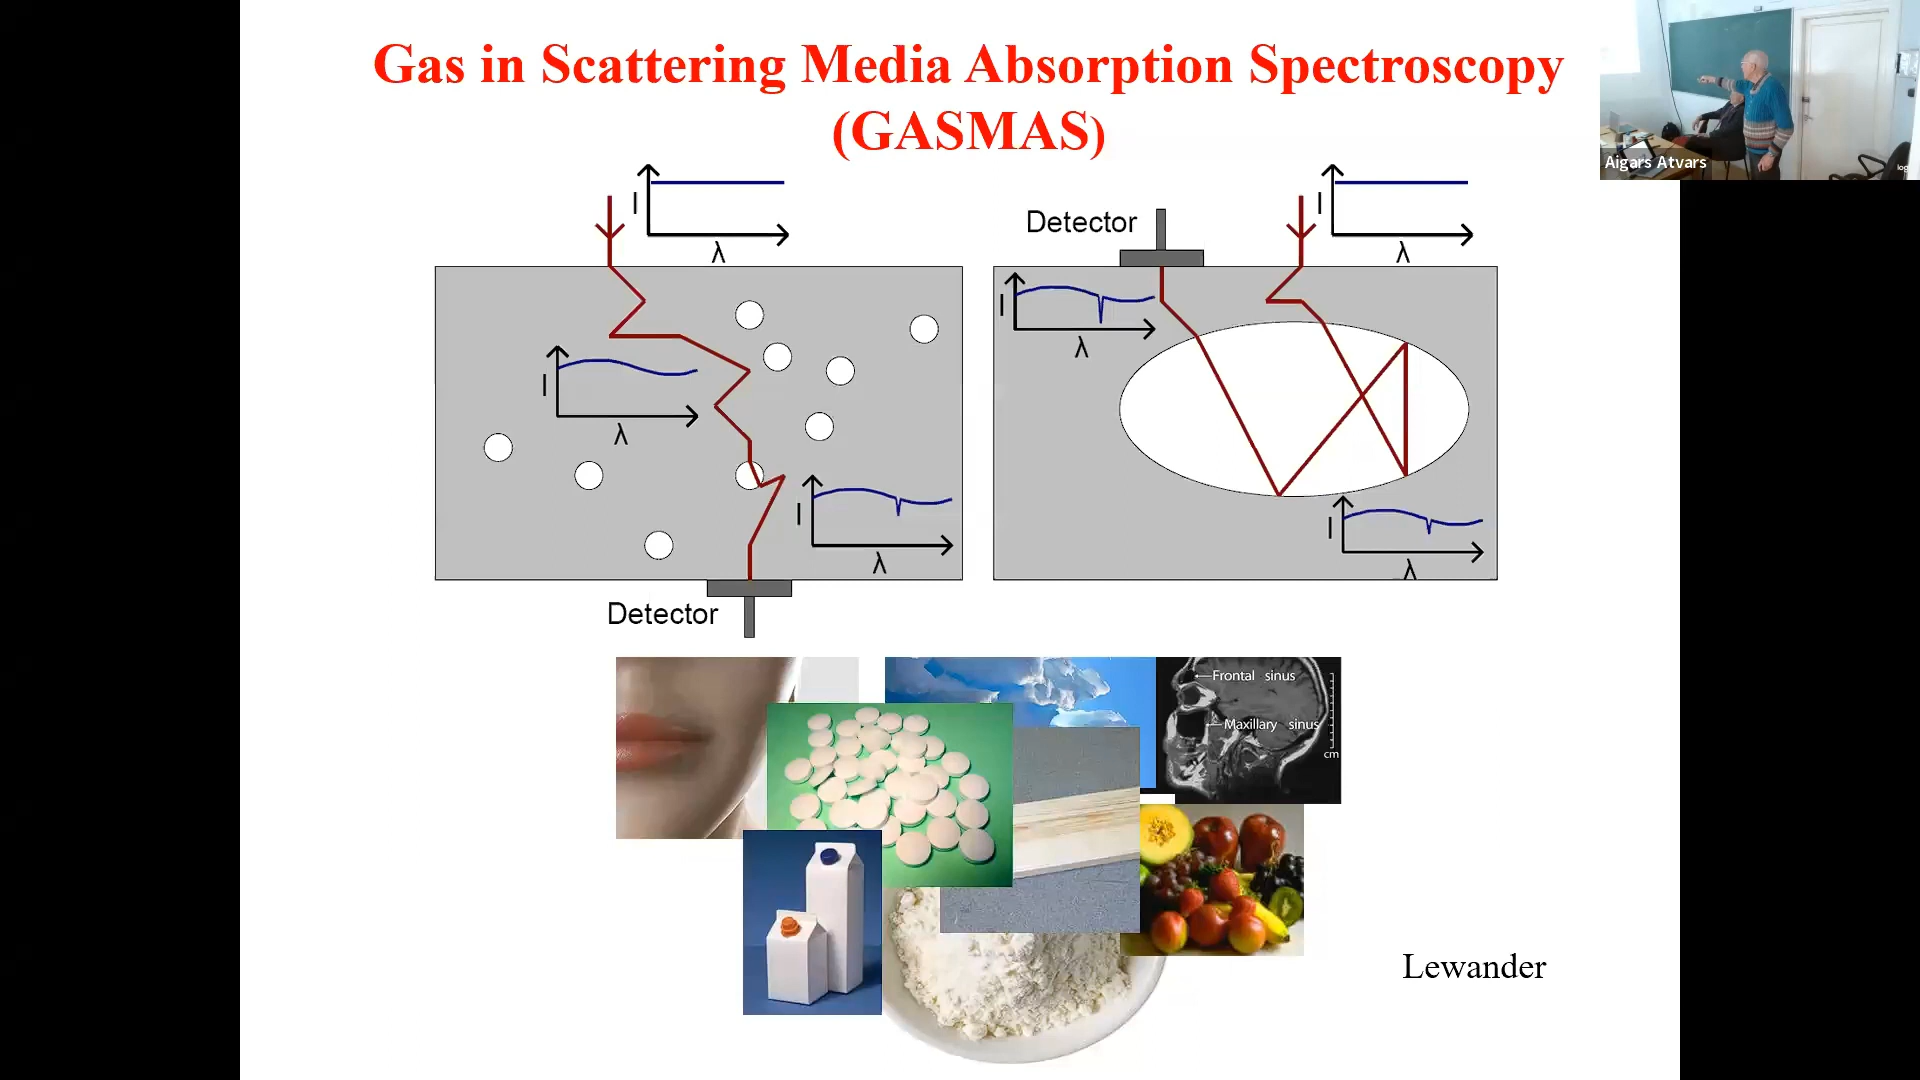 Gas in Scattering Media Absorption Spectroscopy
(GASMAS)
Aigars Atvars
I
λ
Detector
I
λ
I
λ
I
λ
I
λ
I
λ
Detector
Frontal sinus
Maxillary sinus
cm
Lewander